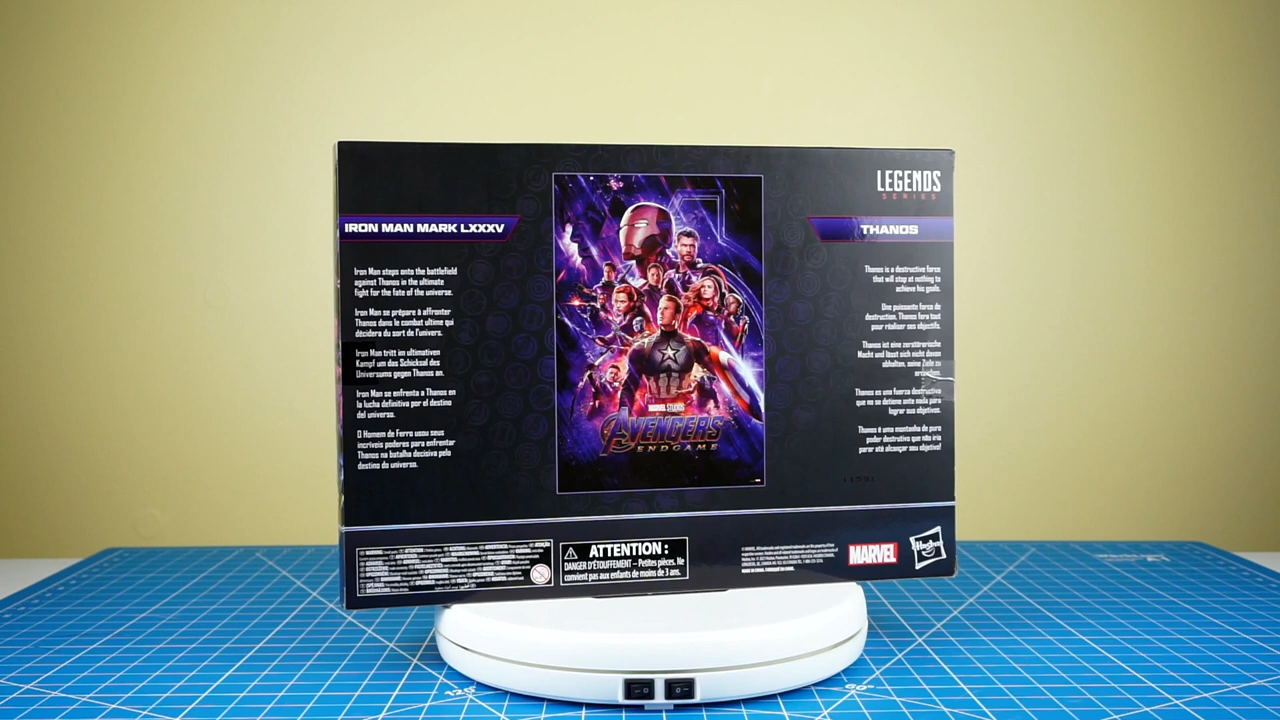 LEGENDS
SERIES
IRON MAN MARK LXXXV
Iron Man steps onto the battlefield
against Thanos in the ultimate
fight for the fate of the universe.
Iron Man se prépare à affronter
Thanos dans le combat ultime qui
décidera du sort de l'univers.
Iron Man tritt im ultimativen
Kampf um das Schicksal des
Universums gegen Thanos an.
Iron Man se enfrenta a Thanos en
la lucha definitiva por el destino
del universo.
O Homem de Ferro usou seus
incríveis poderes para enfrentar
Thanos na batalha decisiva pelo
destino do universo.
MARVEL STUDIOS
AVENGERS
ENDGAME
THANOS
Thanos is a destructive force
that will stop at nothing to
achieve his goals.
Une puissante force de
destruction, Thanos fera tout
pour réaliser ses objectifs.
Thanos ist eine zerstörerische
Macht und lässt sich nicht davon
abhalten, seine Ziele zu
erreichen.
Thanos es una fuerza destructiva
que no se detiene ante nada para
lograr sus objetivos.
Thanos é uma montanha de puro
poder destrutivo que não iria
parar até alcançar seu objetivo!
ATTENTION :
DANGER D'ÉTOUFFEMENT – Petites pièces. Ne
convient pas aux enfants de moins de 3 ans.
MARVEL
Hasbro
120°
60°